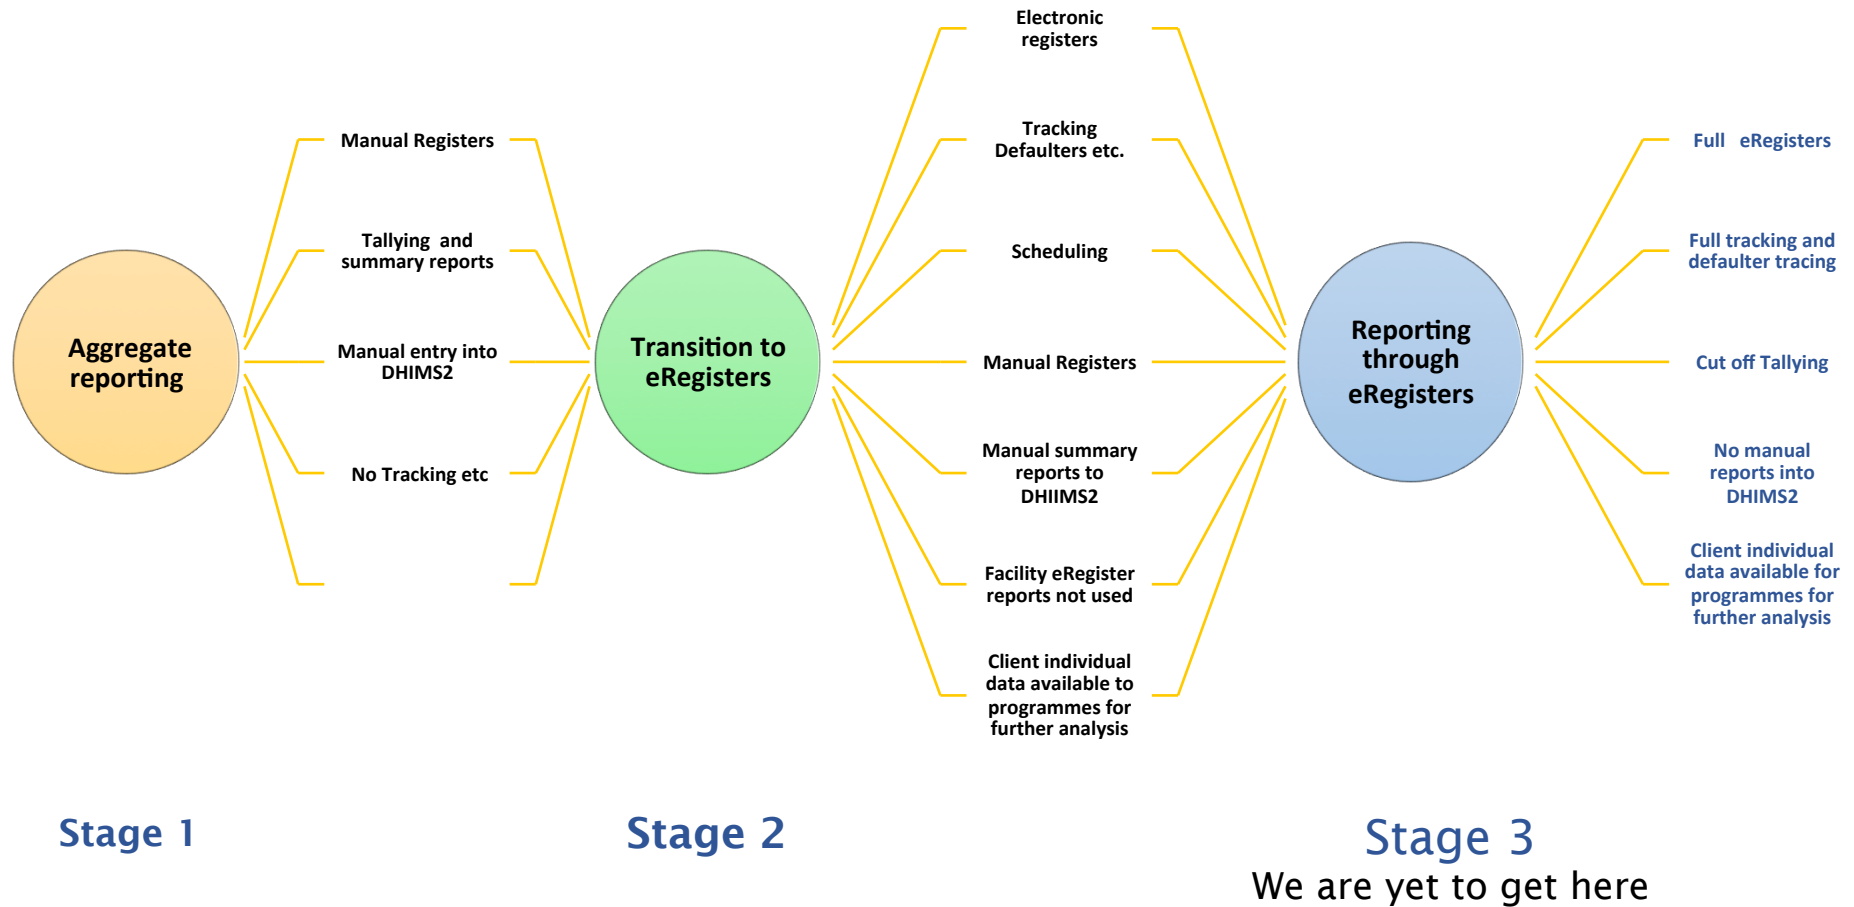 Aggregate
reporting
Manual Registers
Tallying and
summary reports
Manual entry into
DHIMS2
No Tracking etc
Transition to
eRegisters
Electronic
registers
Tracking
Defaulters etc.
Scheduling
Manual Registers
Manual summary
reports to
DHIIMS2
Facility eRegister
reports not used
Client individual
data available to
programmes for
further analysis
Reporting
through
eRegisters
Full eRegisters
Full tracking and
defaulter tracing
Cut off Tallying
No manual
reports into
DHIMS2
Client individual
data available for
programmes for
further analysis
Stage 1
Stage 2
Stage 3
We are yet to get here